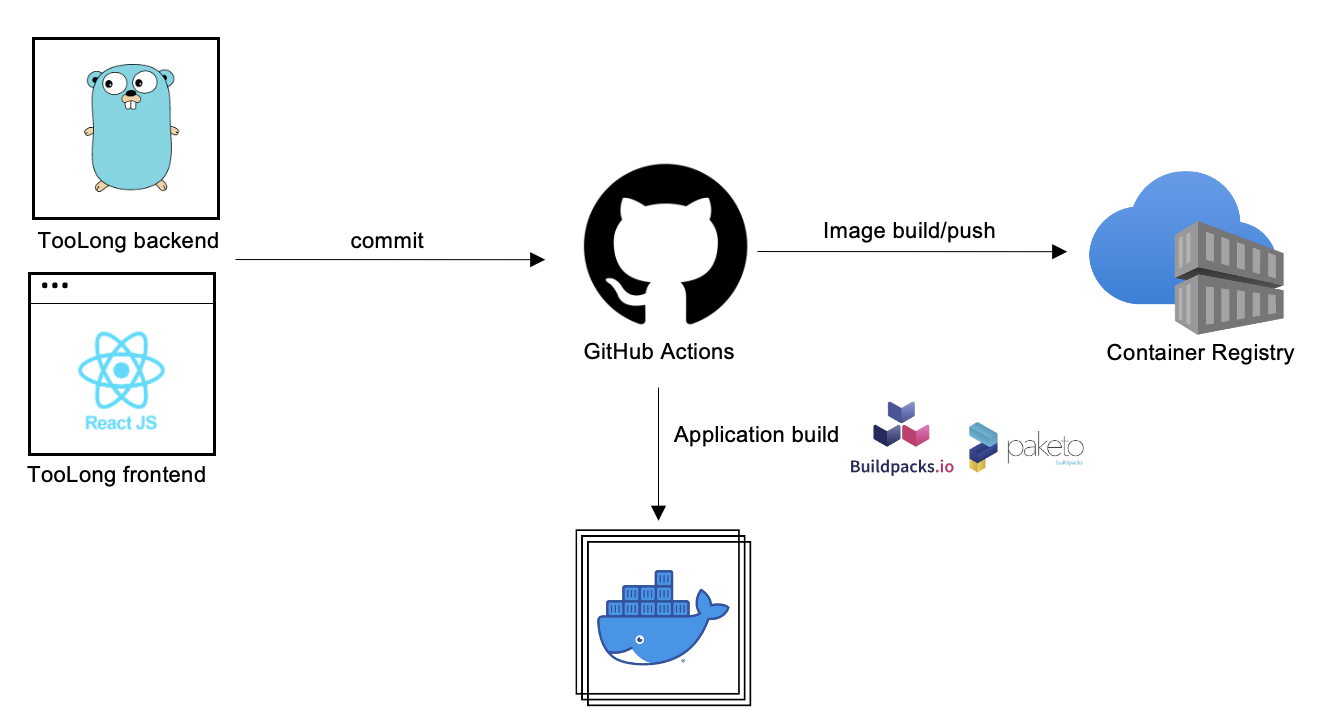 TooLong backend
commit
Image build/push
React JS
TooLong frontend
GitHub Actions
Container Registry
Application build
Buildpacks.io
paketo
buildpacks